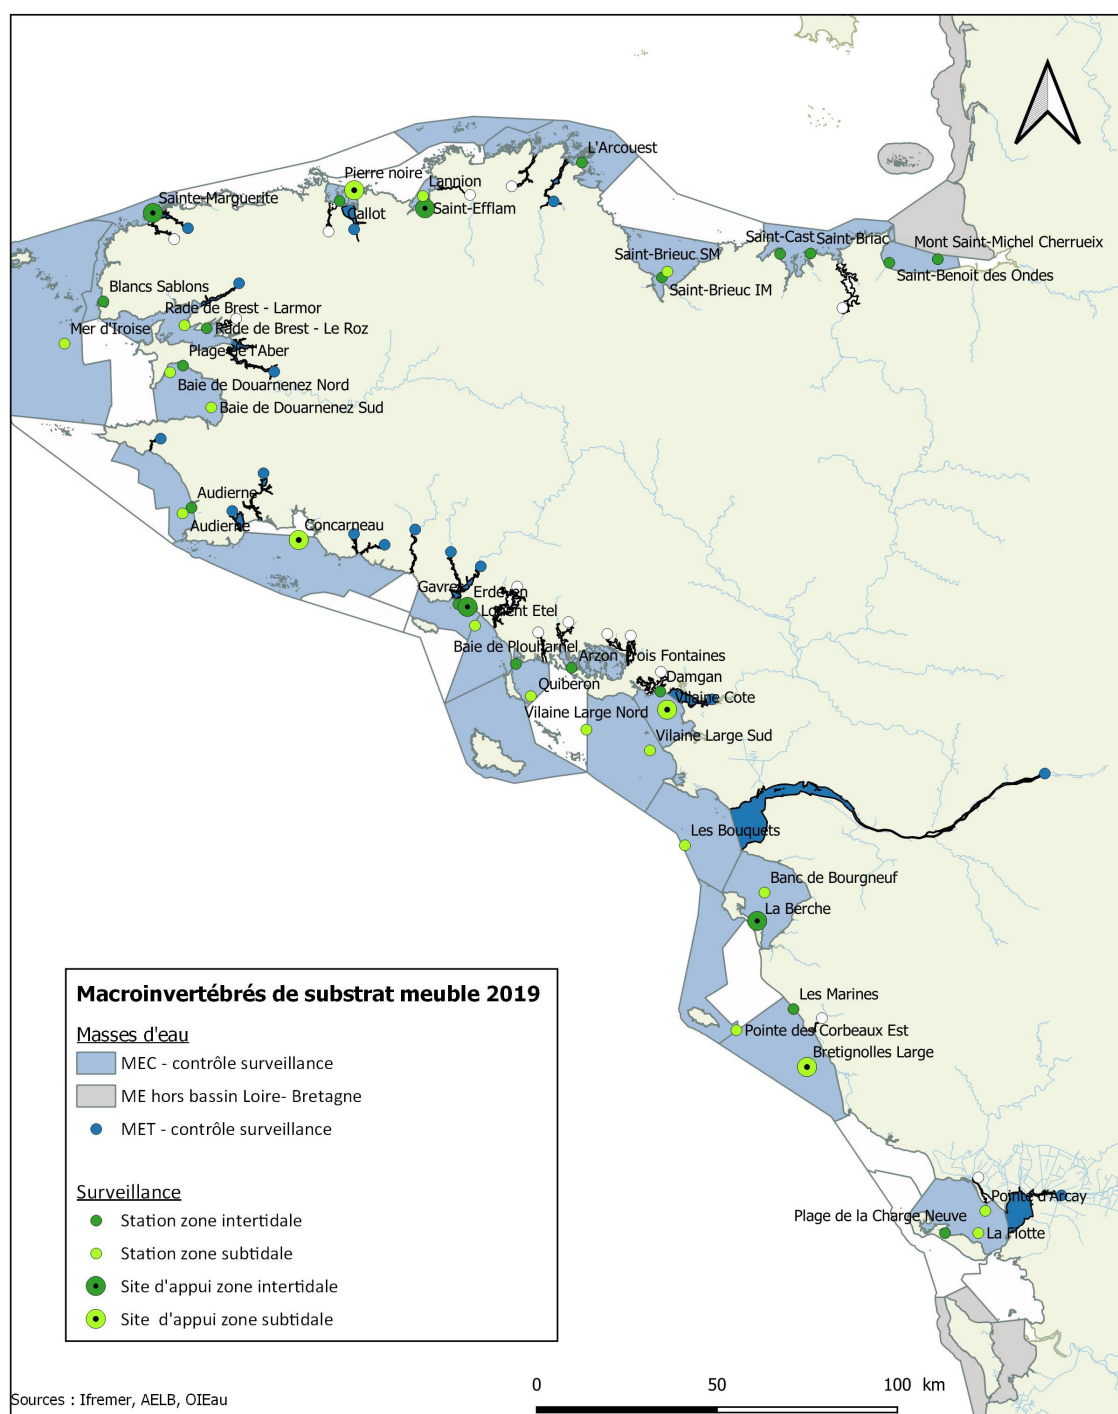 L'Arcouest
Pierre noire
Lannion
Sainte-Marguerite
Callot
Saint-Efflam
Saint-Cast
Saint-Briac
Mont Saint-Michel Cherrueix
Saint-Brieuc SM
Saint-Benoit des Ondes
Blancs Sablons
Saint-Brieuc IM
Rade de Brest - Larmor
Mer d'Iroise
Rade de Brest - Le Roz
Plage de l'Aber
Baie de Douarnenez Nord
Baie de Douarnenez Sud
Audierne
Audierne
Concarneau
Gavres
Erdeven
Lorient Etel
Baie de Plouharnel
Arzon
Trois Fontaines
Damgan
Quiberon
Vilaine Cote
Vilaine Large Nord
Vilaine Large Sud
Les Bouquets
Banc de Bourgneuf
La Berche
Les Marines
Pointe des Corbeaux Est
Bretignolles Large
Pointe d'Arcay
Plage de la Charge Neuve
La Flotte
Macroinvertébrés de substrat meuble 2019
Masses d'eau
MEC - contrôle surveillance
ME hors bassin Loire- Bretagne
MET - contrôle surveillance
Surveillance
Station zone intertidale
Station zone subtidale
Site d'appui zone intertidale
Site  d'appui zone subtidale
0 50 100 km
Sources : Ifremer, AELB, OIEau